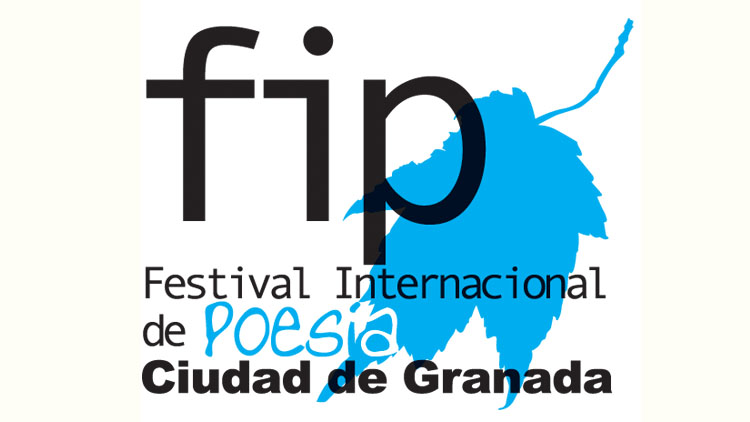 fip
Festival Internacional
de Poesía
Ciudad de Granada